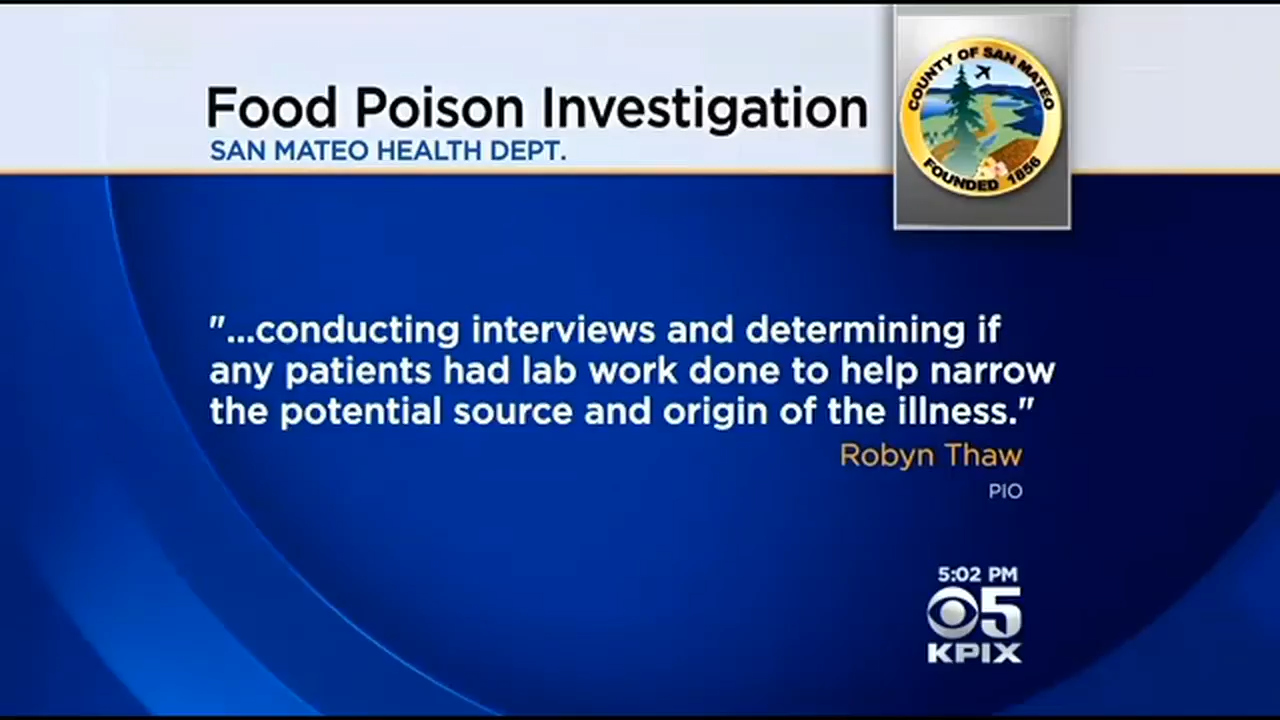 Food Poison Investigation
SAN MATEO HEALTH DEPT.
COUNTY OF SAN MATEO
FOUNDED 1856
"...conducting interviews and determining if
any patients had lab work done to help narrow
the potential source and origin of the illness."
Robyn Thaw
PIO
5:02 PM
5
KPIX